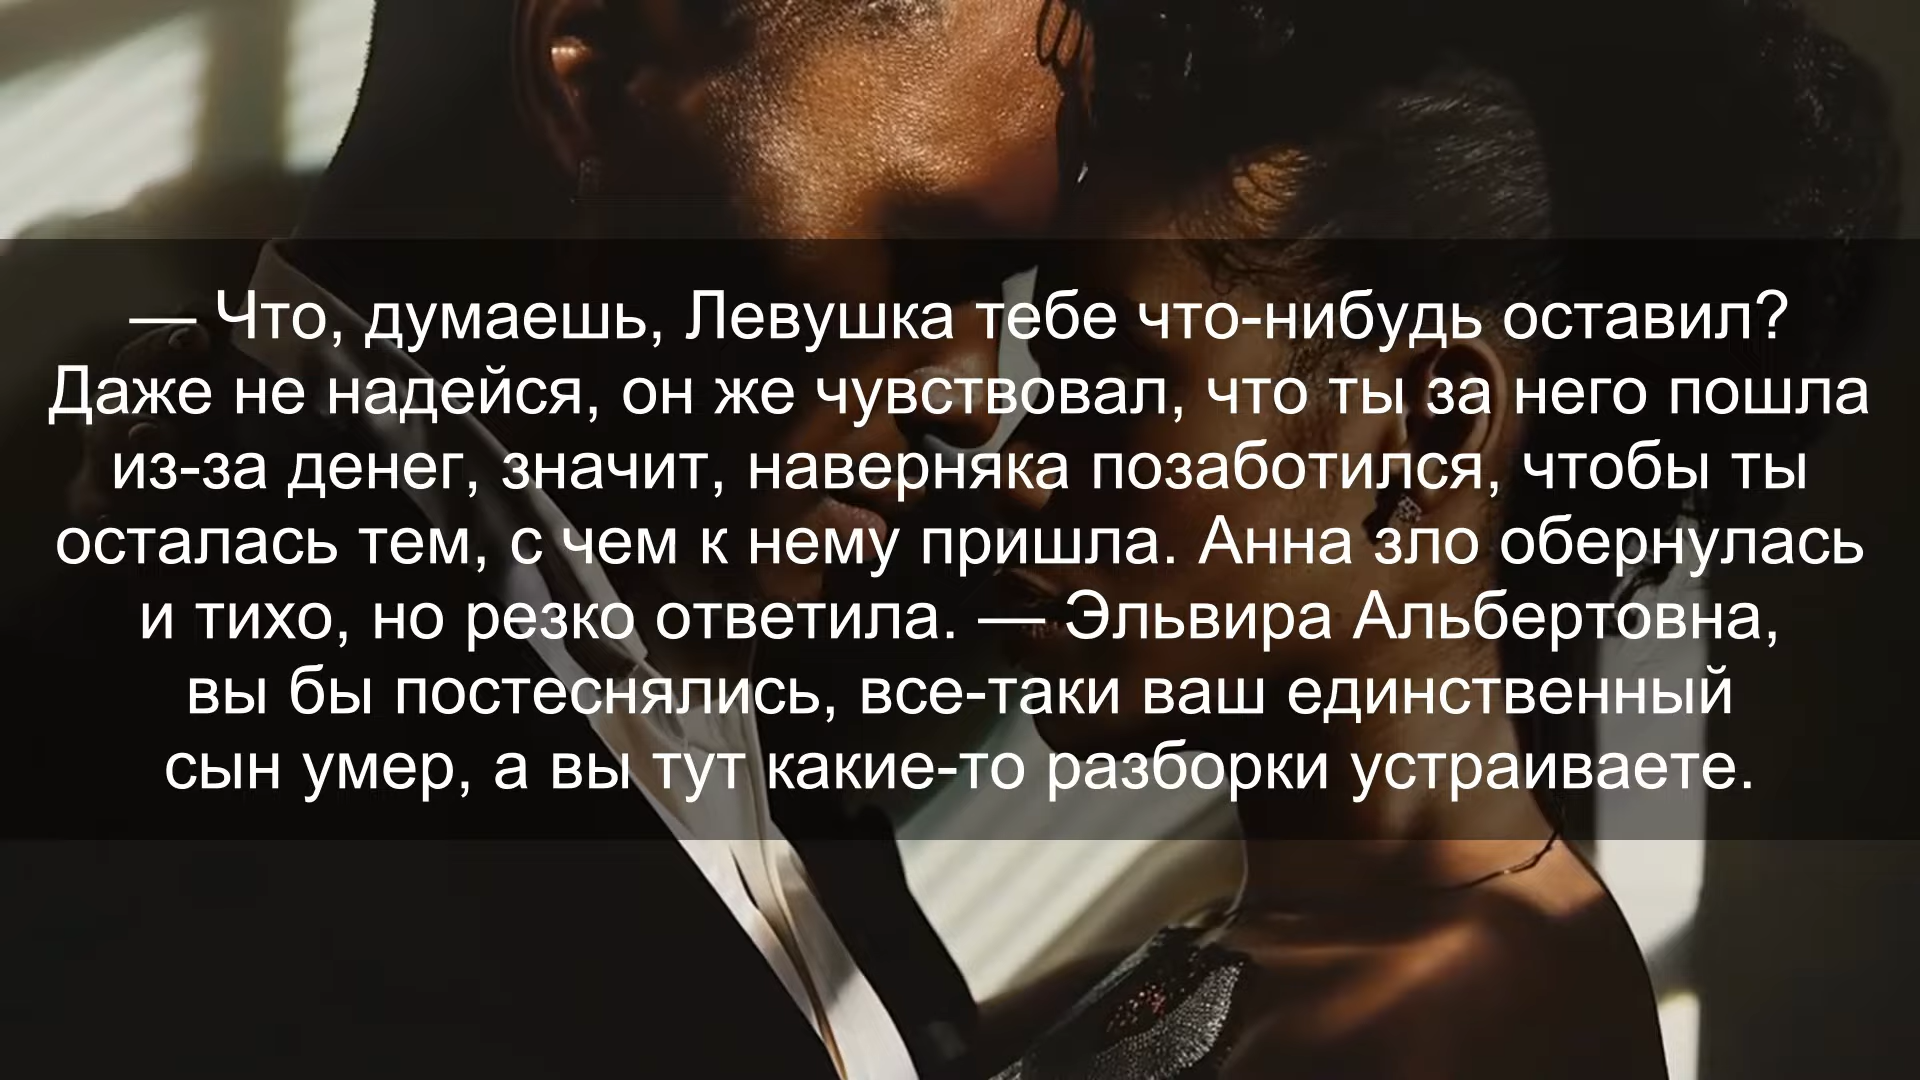 — Что, думаешь, Левушка тебе что-нибудь оставил?
Даже не надейся, он же чувствовал, что ты за него пошла
из-за денег, значит, наверняка позаботился, чтобы ты
осталась тем, с чем к нему пришла. Анна зло обернулась
и тихо, но резко ответила. — Эльвира Альбертовна,
вы бы постеснялись, все-таки ваш единственный
сын умер, а вы тут какие-то разборки устраиваете.